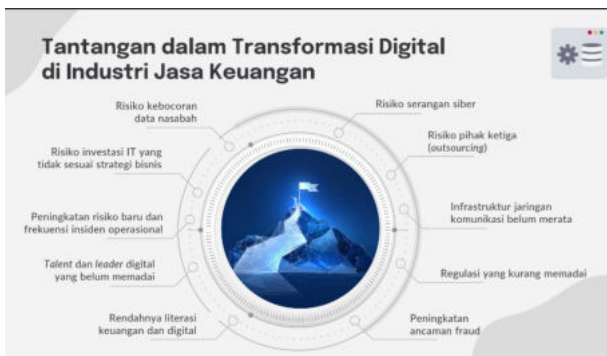 Tantangan dalam Transformasi Digital
di Industri Jasa Keuangan
Risiko kebocoran
data nasabah
Risiko investasi IT yang
tidak sesuai strategi bisnis
Peningkatan risiko baru dan
frekuensi insiden operasional
Talent dan leader digital
yang belum memadai
Rendahnya literasi
keuangan dan digital
Risiko serangan siber
Risiko pihak ketiga
(outsourcing)
Infrastruktur jaringan
komunikasi belum merata
Regulasi yang kurang memadai
Peningkatan
ancaman fraud